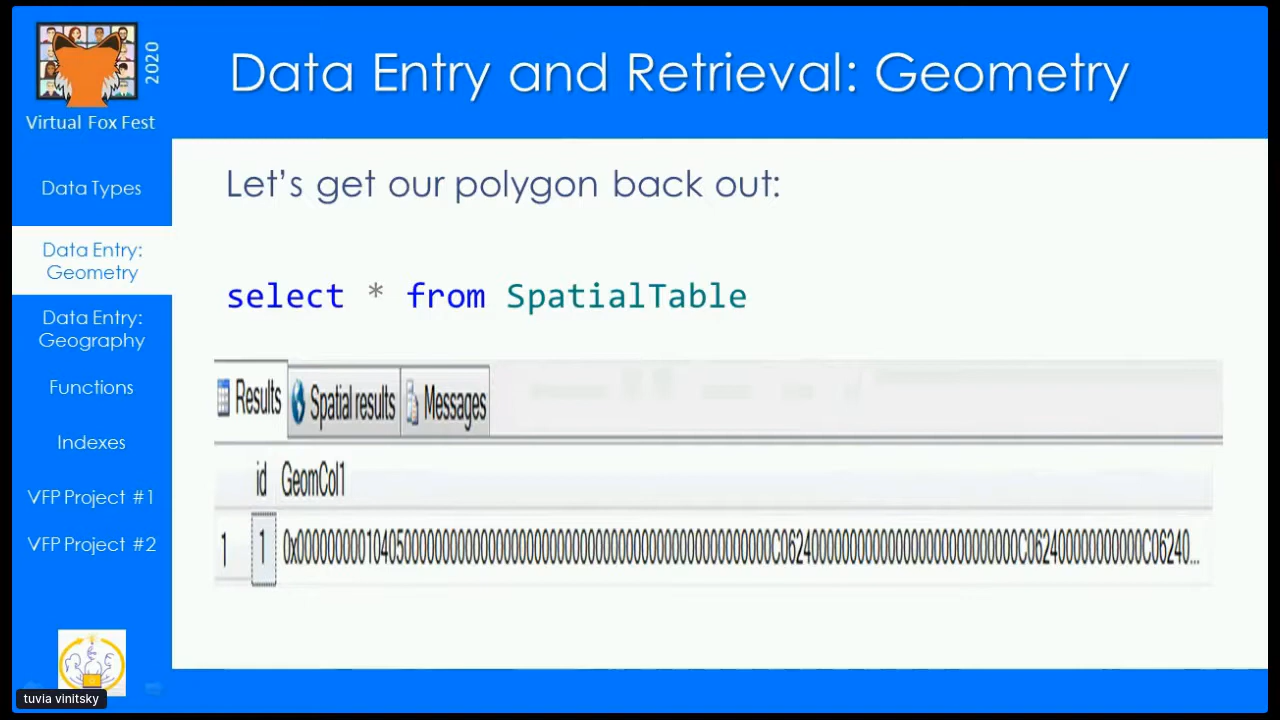 2020
Virtual Fox Fest
Data Entry and Retrieval: Geometry
Data Types
Data Entry:
Geometry
Data Entry:
Geography
Functions
Indexes
VFP Project #1
VFP Project #2
Let's get our polygon back out:
select * from SpatialTable
Results Spatial results Messages
id GeomCol1
1 1
tuvia vinitsky